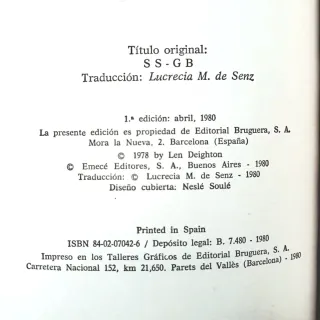 Título original:
SS-GB
Traducción: Lucrecia M. de Senz
1.ª edición: abril, 1980
La presente edición es propiedad de Editorial Bruguera, S. A.
Mora la Nueva, 2. Barcelona (España)
© 1978 by Len Deighton
© Emecé Editores, S. A., Buenos Aires - 1980
Traducción: © Lucrecia M. de Senz - 1980
Diseño cubierta: Neslé Soulé
Printed in Spain
ISBN 84-02-07042-6 / Depósito legal: B. 7.480 - 1980
Impreso en los Talleres Gráficos de Editorial Bruguera, S. A.
Carretera Nacional 152, km 21,650. Parets del Vallès (Barcelona) - 1980